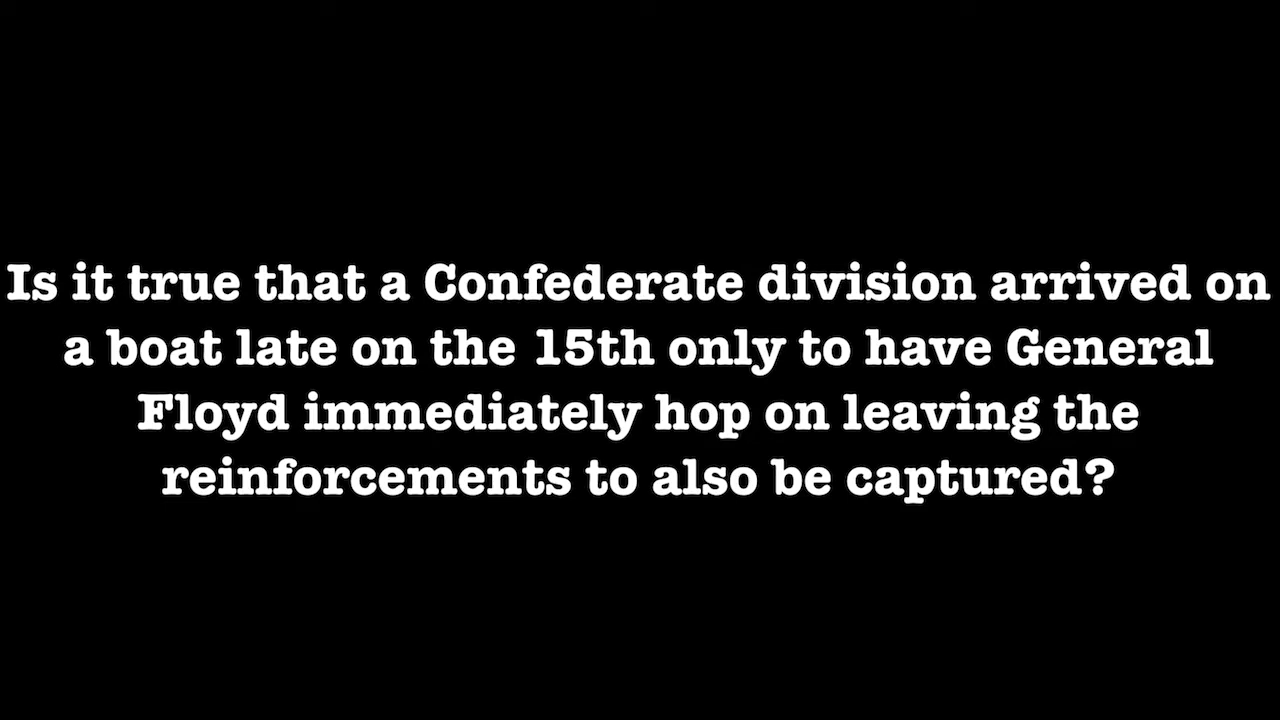 Is it true that a Confederate division arrived on
a boat late on the 15th only to have General
Floyd immediately hop on leaving the
reinforcements to also be captured?